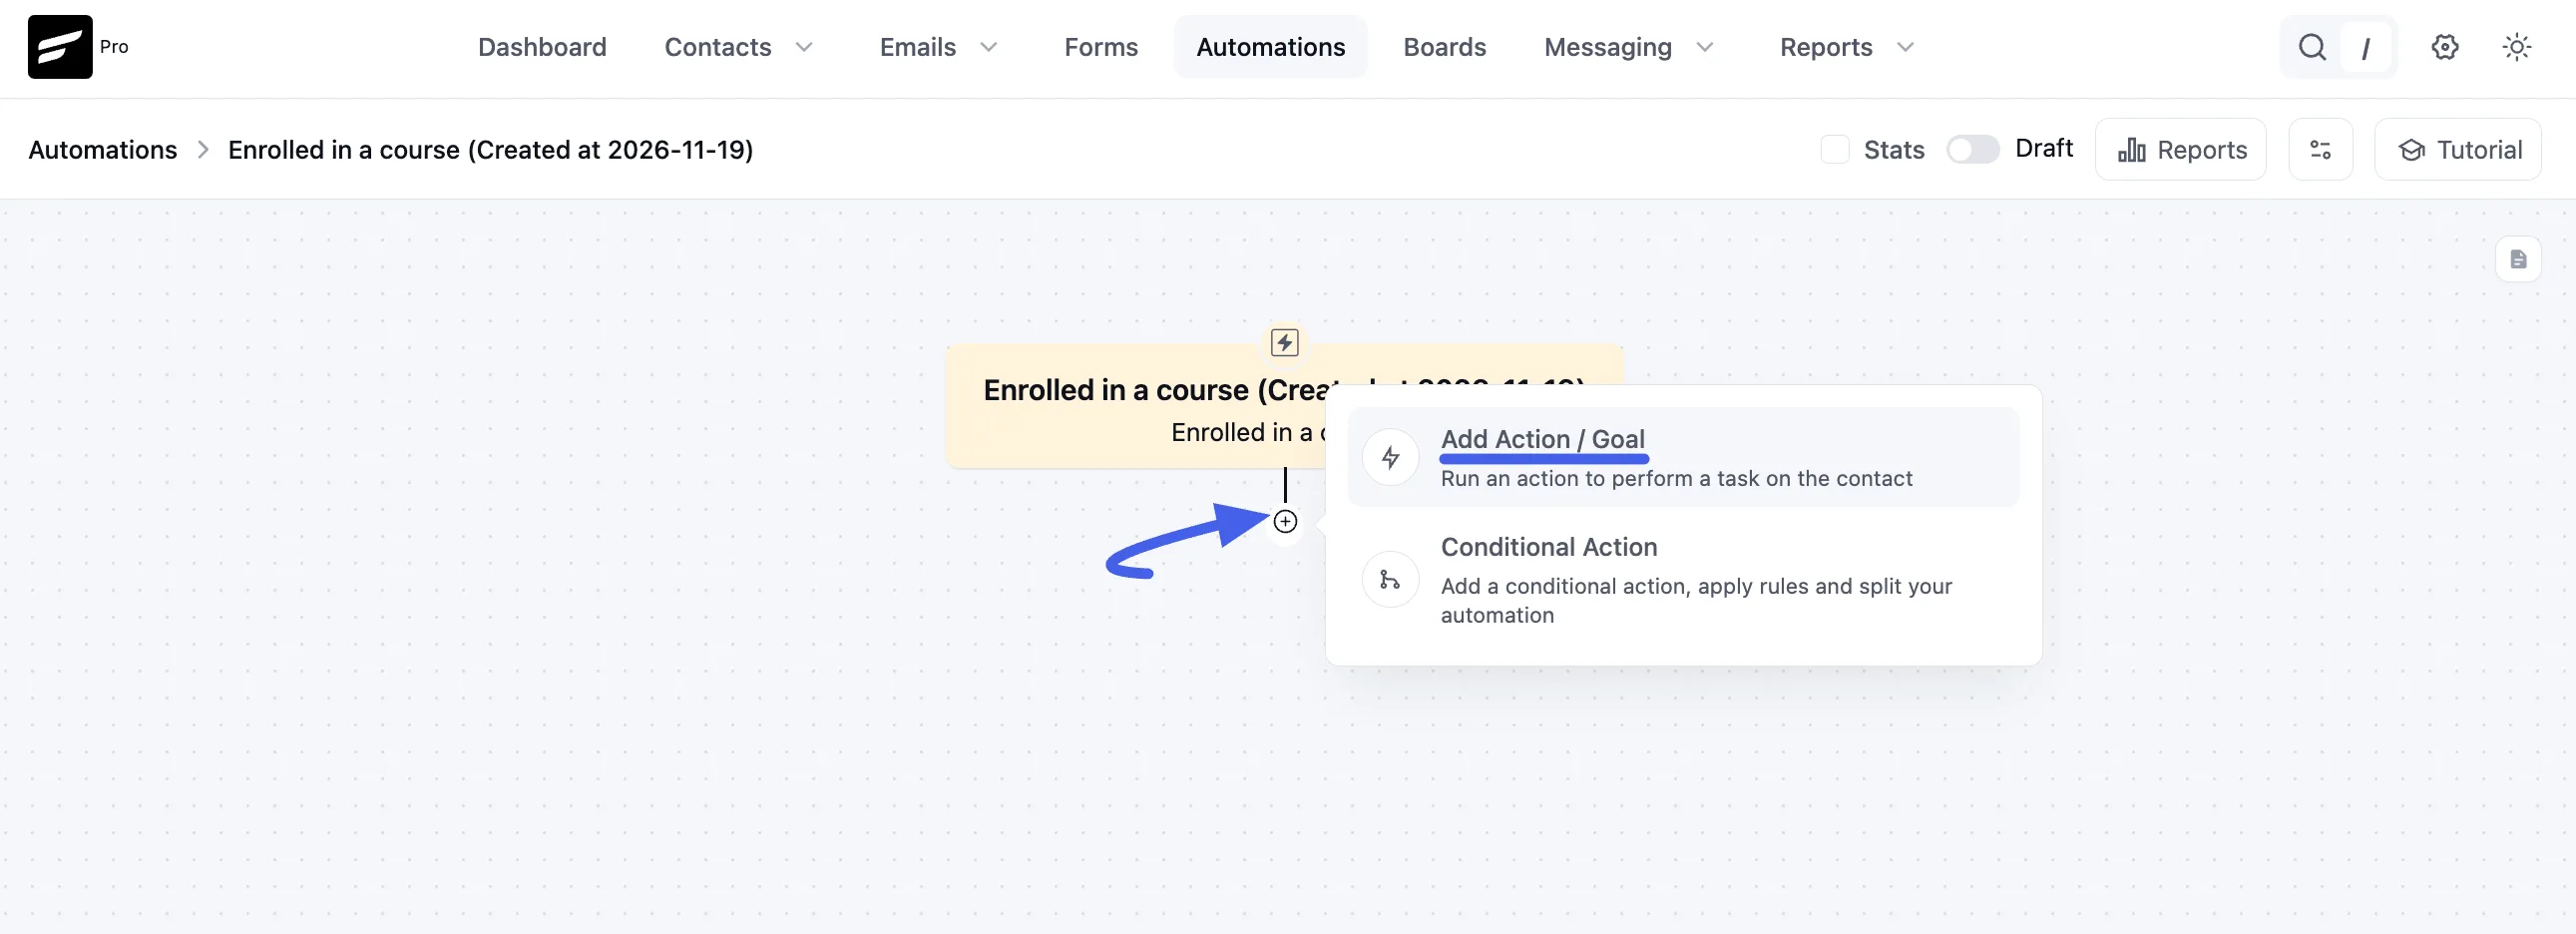 Pro
Dashboard
Contacts
Emails
Forms
Automations
Boards
Messaging
Reports
/
Automations > Enrolled in a course (Created at 2026-11-19)
Stats
Draft
Reports
Tutorial
Enrolled in a course (Crea
Enrolled in a
Add Action / Goal
Run an action to perform a task on the contact
Conditional Action
Add a conditional action, apply rules and split your
automation